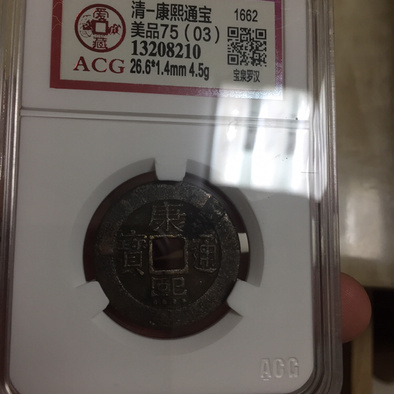 清-康熙通宝 1662
美品75(03)
13208210
ACG 26.6*1.4mm 4.5g 宝泉罗汉
康
寶 通
熙
ACG